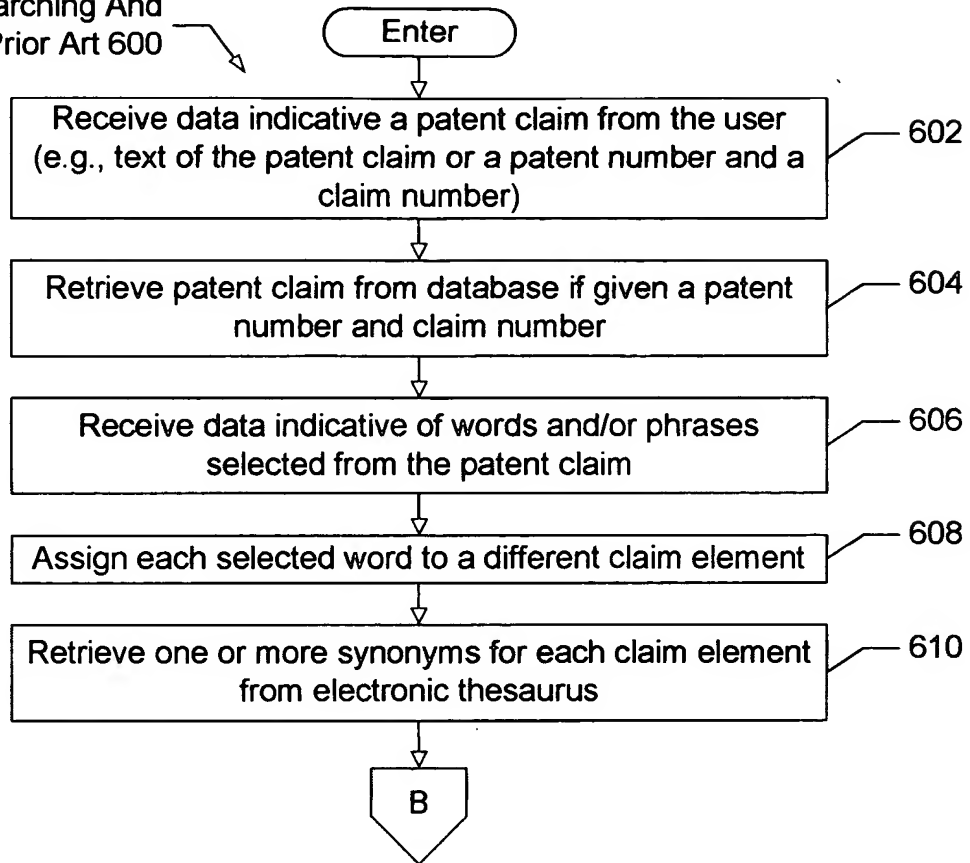 arching And
Prior Art 600
Enter
Receive data indicative a patent claim from the user
(e.g., text of the patent claim or a patent number and a
claim number)
602
Retrieve patent claim from database if given a patent
number and claim number
604
Receive data indicative of words and/or phrases
selected from the patent claim
606
Assign each selected word to a different claim element
608
Retrieve one or more synonyms for each claim element
from electronic thesaurus
610
B